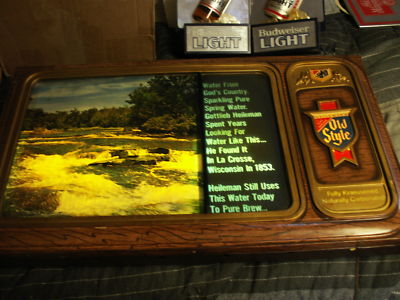 LIGHT
Budweiser
LIGHT
Water From
God's Country.
Sparkling Pure
Spring Water.
Gottlieb Heileman
Spent Years
Looking For
Water Like This...
He Found It
In La Crosse,
Wisconsin In 1853.
Heileman Still Uses
This Water Today
To Pure Brew...
Old Style
Fully Kraeusened
Naturally